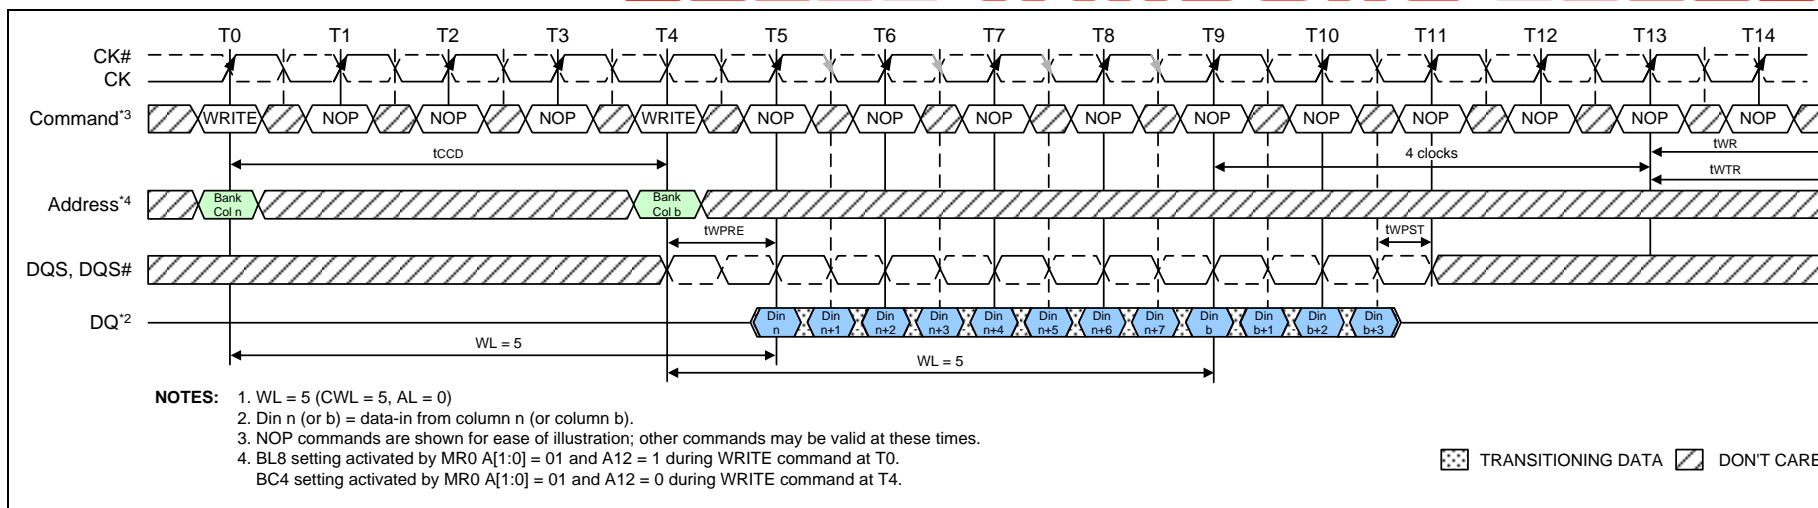 T0 T1 T2 T3 T4 T5 T6 T7 T8 T9 T10 T11 T12 T13 T14
CK#
CK
Command*3 WRITE NOP NOP NOP WRITE NOP NOP NOP NOP NOP NOP NOP NOP NOP NOP
tCCD 4 clocks tWR
tWTR
Address*4 Bank Col n Bank Col b
tWPRE tWPST
DQS, DQS#
DQ*2 Din n Din n+1 Din n+2 Din n+3 Din n+4 Din n+5 Din n+6 Din n+7 Din b Din b+1 Din b+2 Din b+3
WL = 5
WL = 5
NOTES: 1. WL = 5 (CWL = 5, AL = 0)
2. Din n (or b) = data-in from column n (or column b).
3. NOP commands are shown for ease of illustration; other commands may be valid at these times.
4. BL8 setting activated by MR0 A[1:0] = 01 and A12 = 1 during WRITE command at T0.
BC4 setting activated by MR0 A[1:0] = 01 and A12 = 0 during WRITE command at T4.
TRANSITIONING DATA DON'T CARE